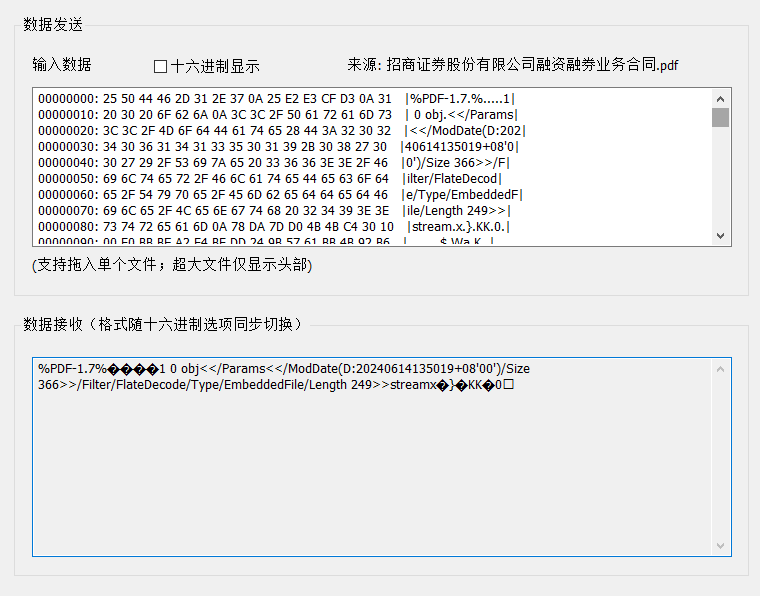 数据发送
输入数据
十六进制显示
来源: 招商证券股份有限公司融资融券业务合同.pdf
00000000: 25 50 44 46 2D 31 2E 37 0A 25 E2 E3 CF D3 0A 31 |%PDF-1.7.%.....1|
00000010: 20 30 20 6F 62 6A 0A 3C 3C 2F 50 61 72 61 6D 73 | 0 obj.<</Params|
00000020: 3C 3C 2F 4D 6F 64 44 61 74 65 28 44 3A 32 30 32 |<</ModDate(D:202|
00000030: 34 30 36 31 34 31 33 35 30 31 39 2B 30 38 27 30 |40614135019+08'0|
00000040: 30 27 29 2F 53 69 7A 65 20 33 36 36 3E 3E 2F 46 |0')/Size 366>>/F|
00000050: 69 6C 74 65 72 2F 46 6C 61 74 65 44 65 63 6F 64 |ilter/FlateDecod|
00000060: 65 2F 54 79 70 65 2F 45 6D 62 65 64 64 65 64 46 |e/Type/EmbeddedF|
00000070: 69 6C 65 2F 4C 65 6E 67 74 68 20 32 34 39 3E 3E |ile/Length 249>>|
00000080: 73 74 72 65 61 6D 0A 78 DA 7D D0 4B 4B C4 30 10 |stream.x.}.KK.0.|
(支持拖入单个文件；超大文件仅显示头部)
数据接收（格式随十六进制选项同步切换）
%PDF-1.7%����1 0 obj<</Params<</ModDate(D:20240614135019+08'00')/Size
366>>/Filter/FlateDecode/Type/EmbeddedFile/Length 249>>streamx�}�KK�0□